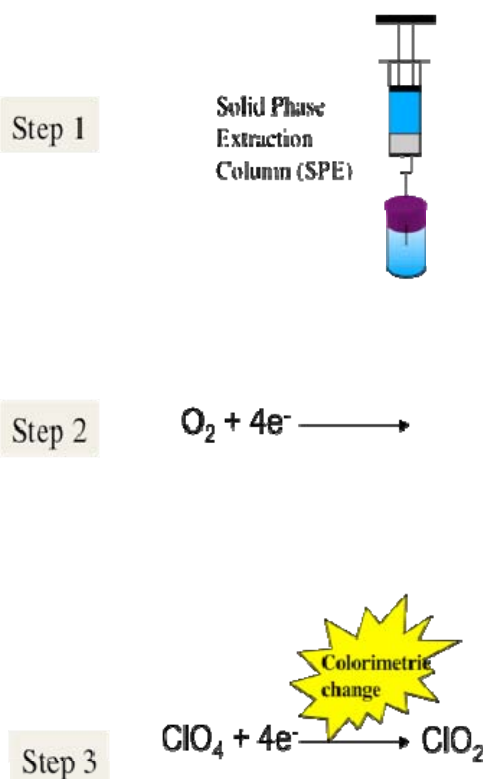 Step 1
Solid Phase
Extraction
Column (SPE)
Step 2
O₂ + 4e⁻
Colorimetric
change
Step 3
ClO₄ + 4e⁻
ClO₂